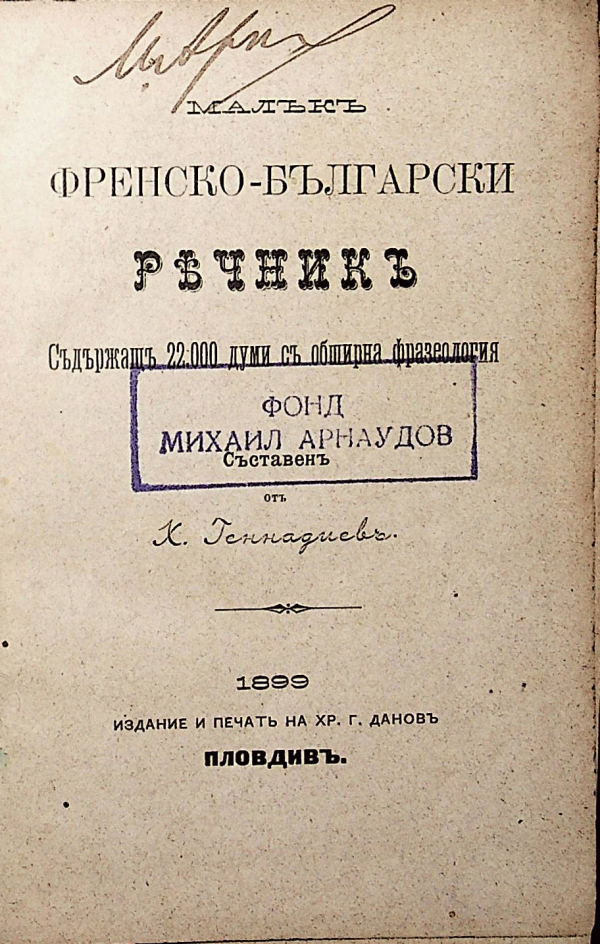 МАЛЪКЪ
ФРЕНСКО-БЪЛГАРСКИ
РѢЧНИКЪ
Съдържащъ 22.000 думи съ обширна фразеология
ФОНД
МИХАИЛ АРНАУДОВ
Съставенъ
отъ
Х. Геннадиевъ.
1899
ИЗДАНИЕ И ПЕЧАТЬ НА ХР. Г. ДАНОВЪ
ПЛОВДИВЪ.